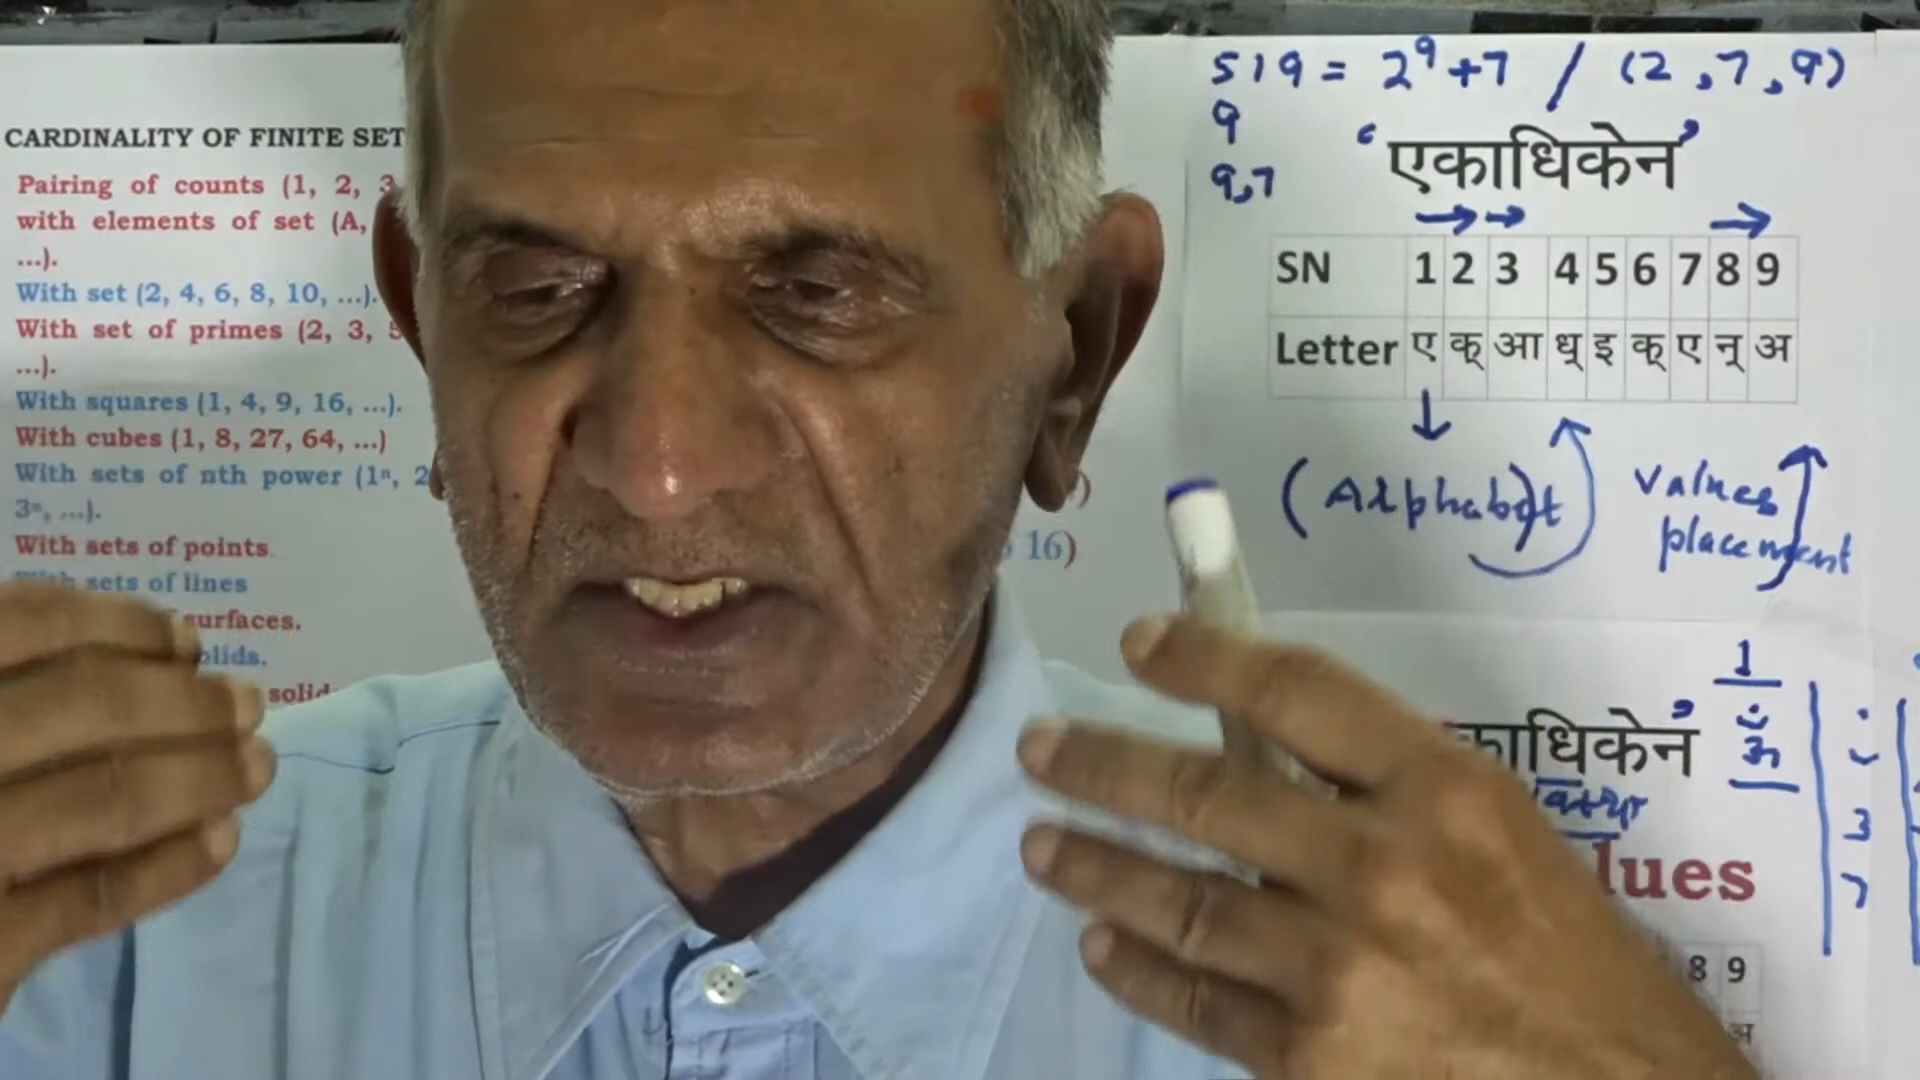 CARDINALITY OF FINITE SET
Pairing of counts (1, 2, 3
with elements of set (A,
...).
With set (2, 4, 6, 8, 10, ...).
With set of primes (2, 3, 5
...).
With squares (1, 4, 9, 16, ...).
With cubes (1, 8, 27, 64, ...)
With sets of nth power (1ⁿ, 2
3ⁿ, ...).
With sets of points
With sets of lines
surfaces.
solids.
solid
16)
519 = 2⁹+7 / (2,7,9)
9
9,7
‘एकाधिकेन’
SN 1 2 3 4 5 6 7 8 9
Letter ए क् आ ध् इ क् ए न् अ
(Alphabet)
values
placement
काधिकेन’
1
3
7
lues
8 9
अ